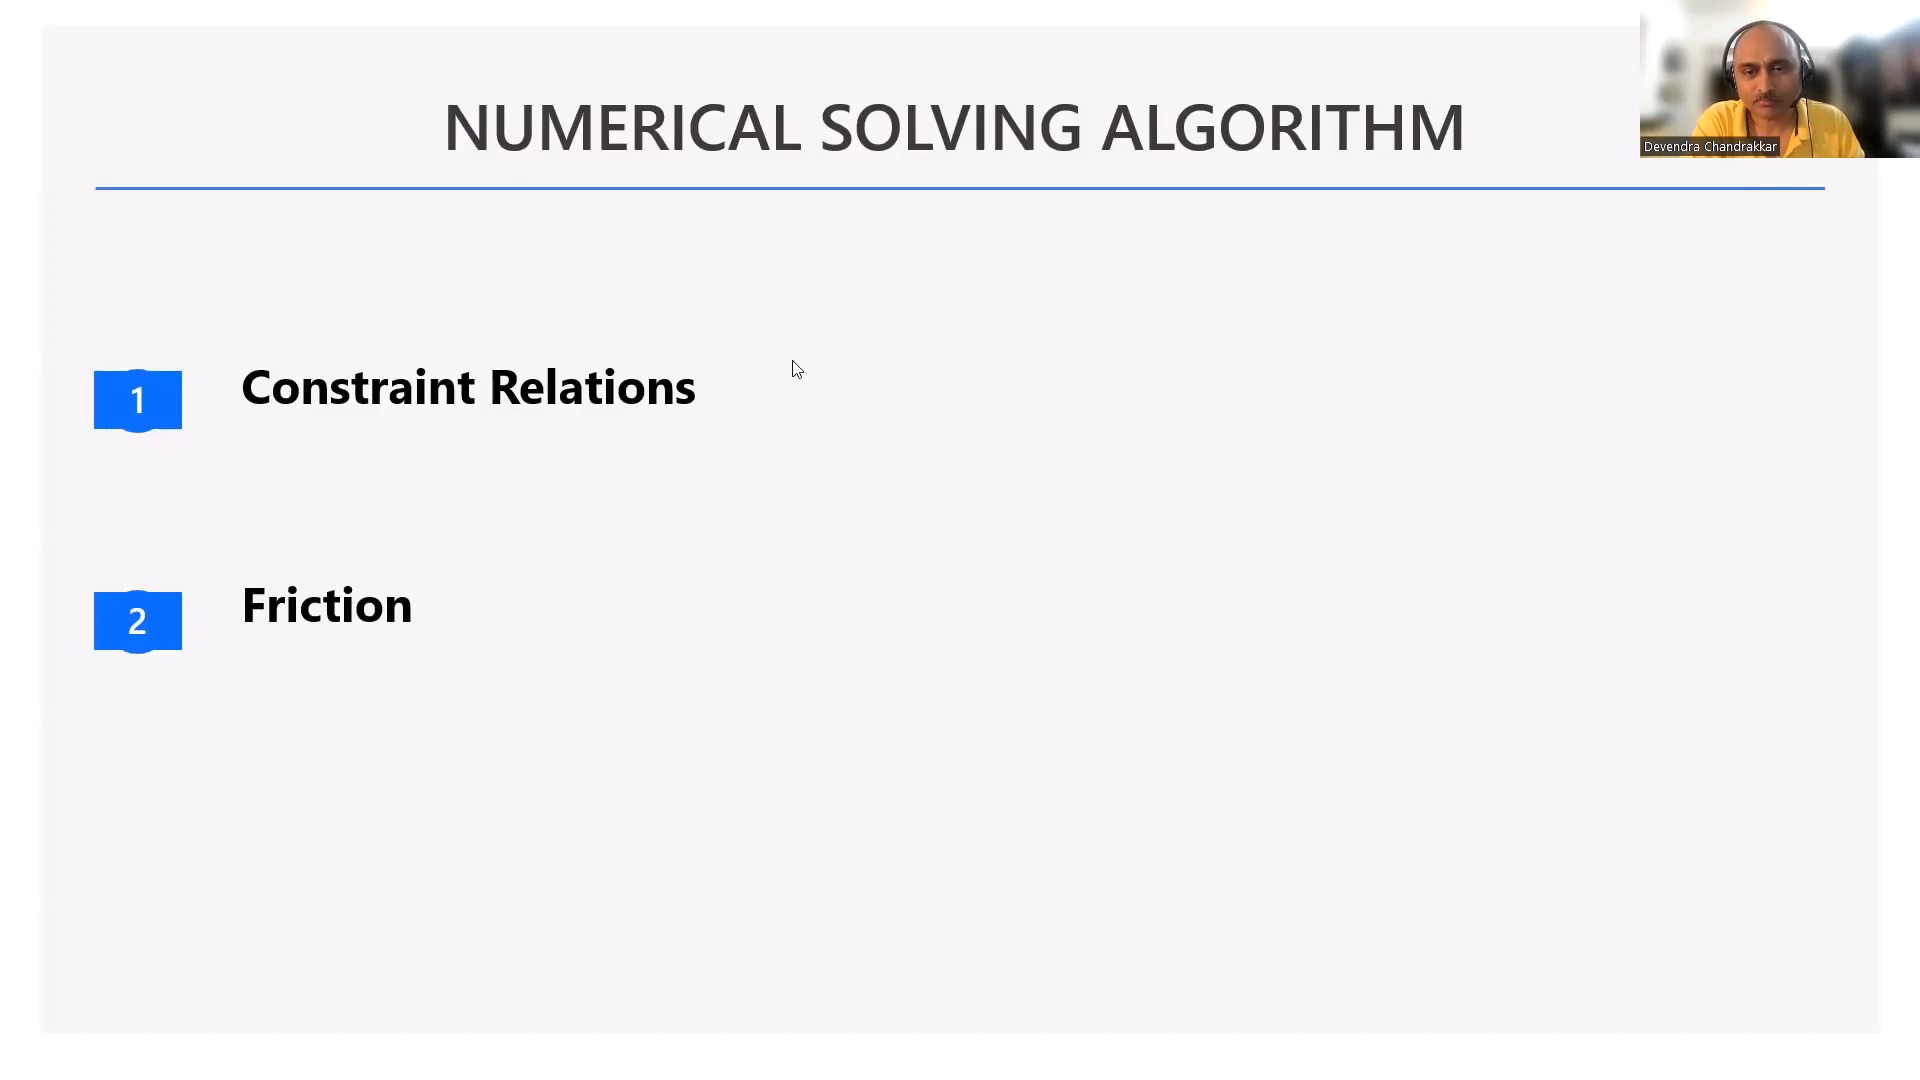 NUMERICAL SOLVING ALGORITHM
Devendra Chandrakkar
1
Constraint Relations
2
Friction